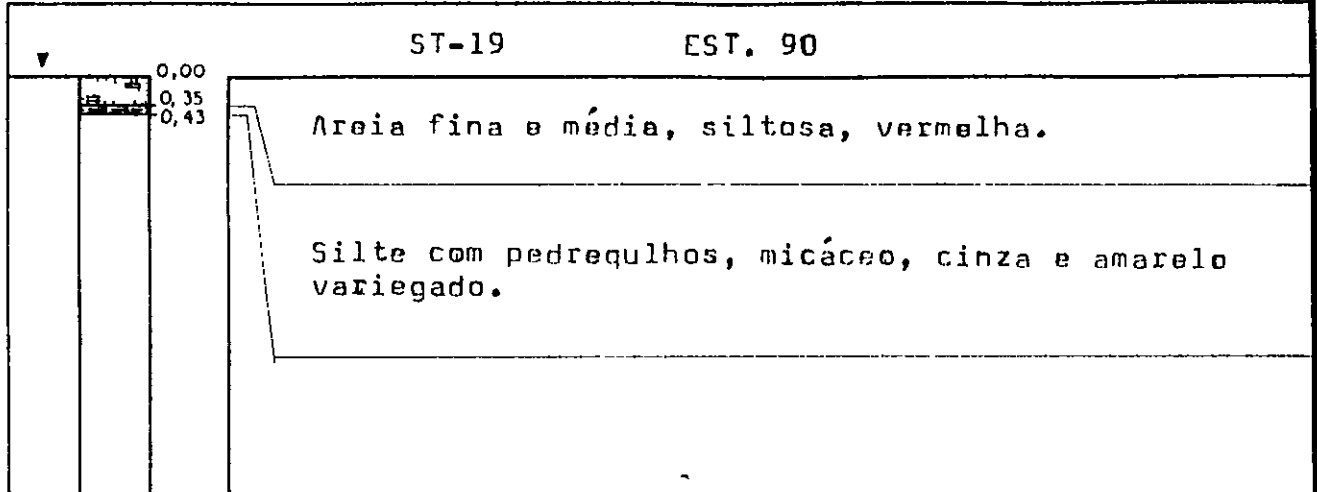 ST-19 EST. 90
0,00
0,35
0,43
Areia fina e média, siltosa, vermelha.
Silte com pedregulhos, micáceo, cinza e amarelo
variegado.